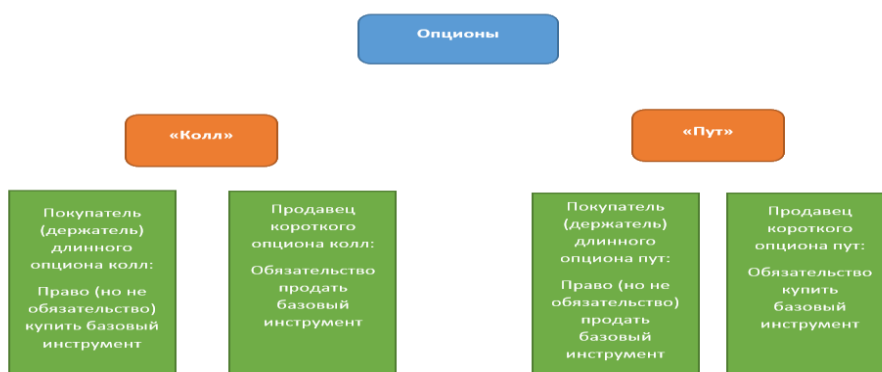 Опционы
«Колл»
«Пут»
Покупатель
(держатель)
длинного
опциона колл:
Право (но не
обязательство)
купить базовый
инструмент
Продавец
короткого
опциона колл:
Обязательство
продать
базовый
инструмент
Покупатель
(держатель)
длинного
опциона пут:
Право (но не
обязательство)
продать
базовый
инструмент
Продавец
короткого
опциона пут:
Обязательство
купить
базовый
инструмент